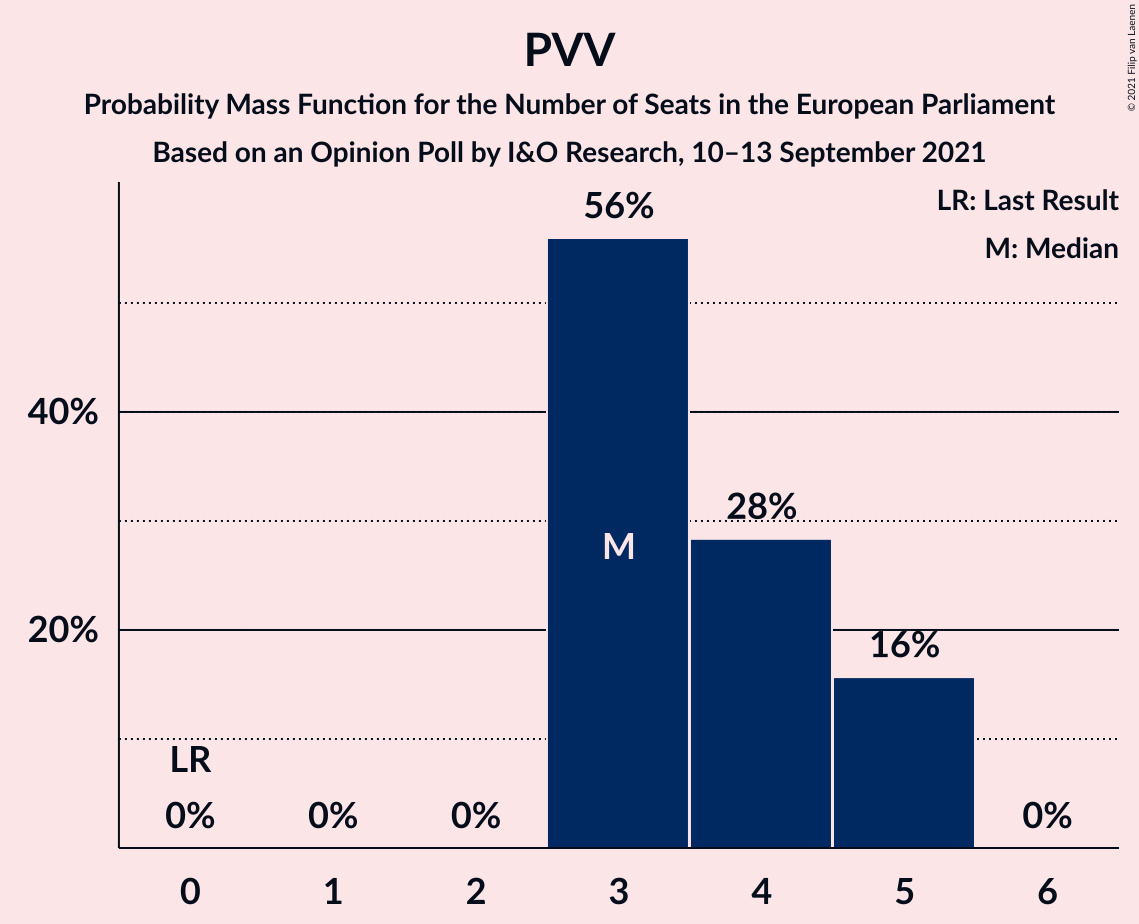 PVV
Probability Mass Function for the Number of Seats in the European Parliament
Based on an Opinion Poll by I&O Research, 10–13 September 2021
© 2021 Filip van Laenen
LR: Last Result
M: Median
56%
40%
28%
M
20%
16%
LR
0%
0%
0%
0%
0 1 2 3 4 5 6